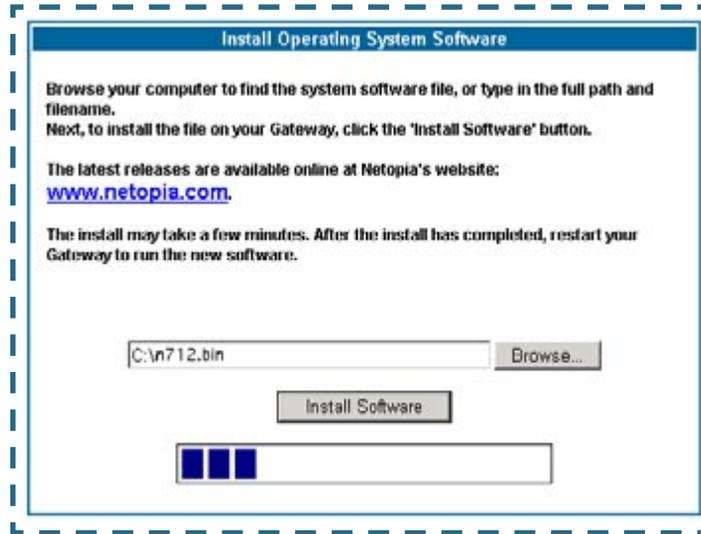 Install Operating System Software
Browse your computer to find the system software file, or type in the full path and
filename.
Next, to install the file on your Gateway, click the 'Install Software' button.
The latest releases are available online at Netopia's website:
www.netopia.com.
The install may take a few minutes. After the install has completed, restart your
Gateway to run the new software.
C:\n712.bin
Browse...
Install Software